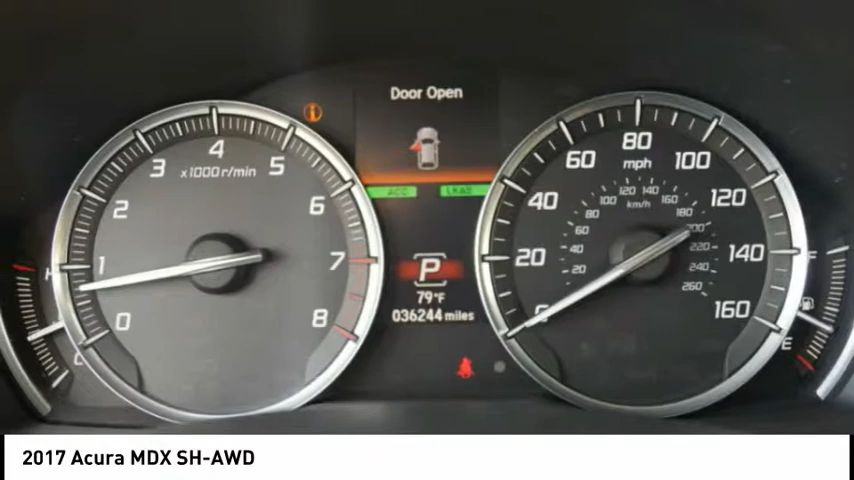 Door Open
4
3
5
x1000r/min
2
6
1
7
0
8
H
C
ACC
LKAS
P
79°F
036244 miles
80
60
100
mph
40
120
20
140
0
160
120 140
100
160
km/h
80
180
60
200
40
220
20
240
260
F
E
2017 Acura MDX SH-AWD